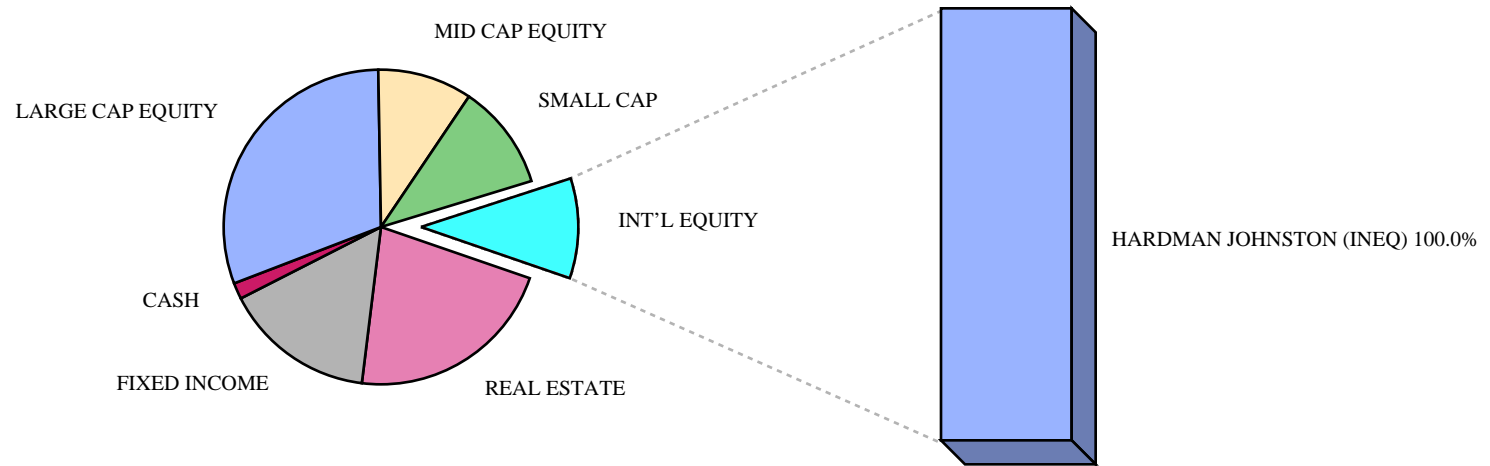 MID CAP EQUITY
LARGE CAP EQUITY
SMALL CAP
INT'L EQUITY
HARDMAN JOHNSTON (INEQ) 100.0%
CASH
FIXED INCOME
REAL ESTATE